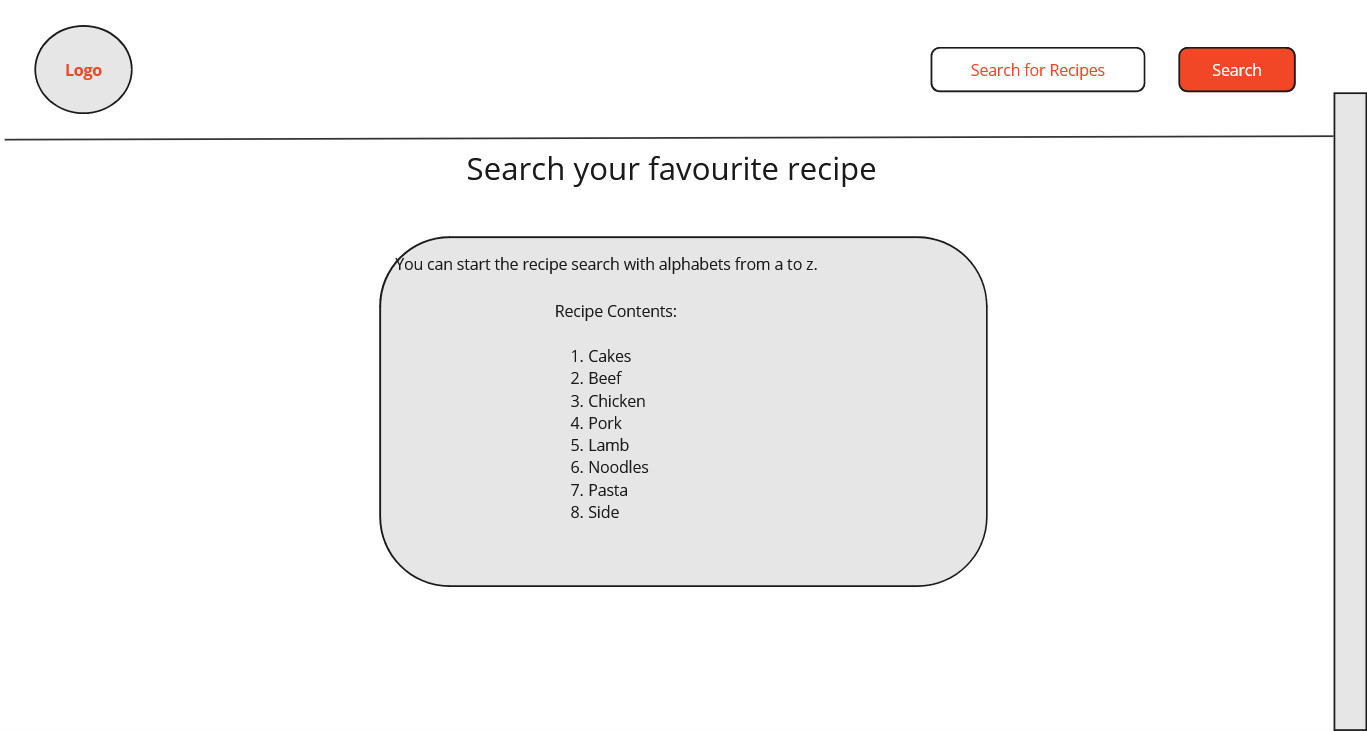 Logo
Search for Recipes
Search
Search your favourite recipe
You can start the recipe search with alphabets from a to z.
Recipe Contents:
1. Cakes
2. Beef
3. Chicken
4. Pork
5. Lamb
6. Noodles
7. Pasta
8. Side